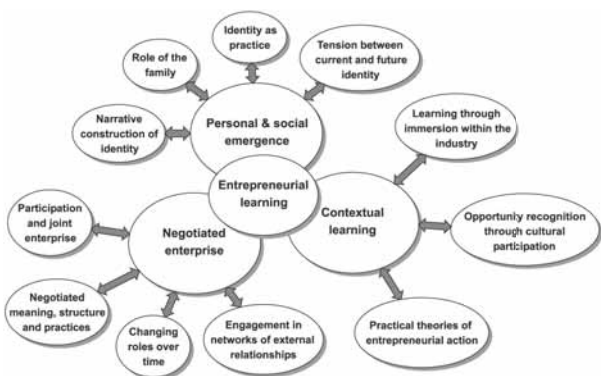 Identity as
practice
Role of the
family
Tension between
current and future
identity
Narrative
construction of
identity
Personal & social
emergence
Learning through
immersion within the
industry
Entrepreneurial
learning
Participation
and joint
enterprise
Negotiated
enterprise
Contextual
learning
Opportuniy recognition
through cultural
participation
Negotiated
meaning, structure
and practices
Changing
roles over
time
Engagement in
networks of external
relationships
Practical theories of
entrepreneurial action